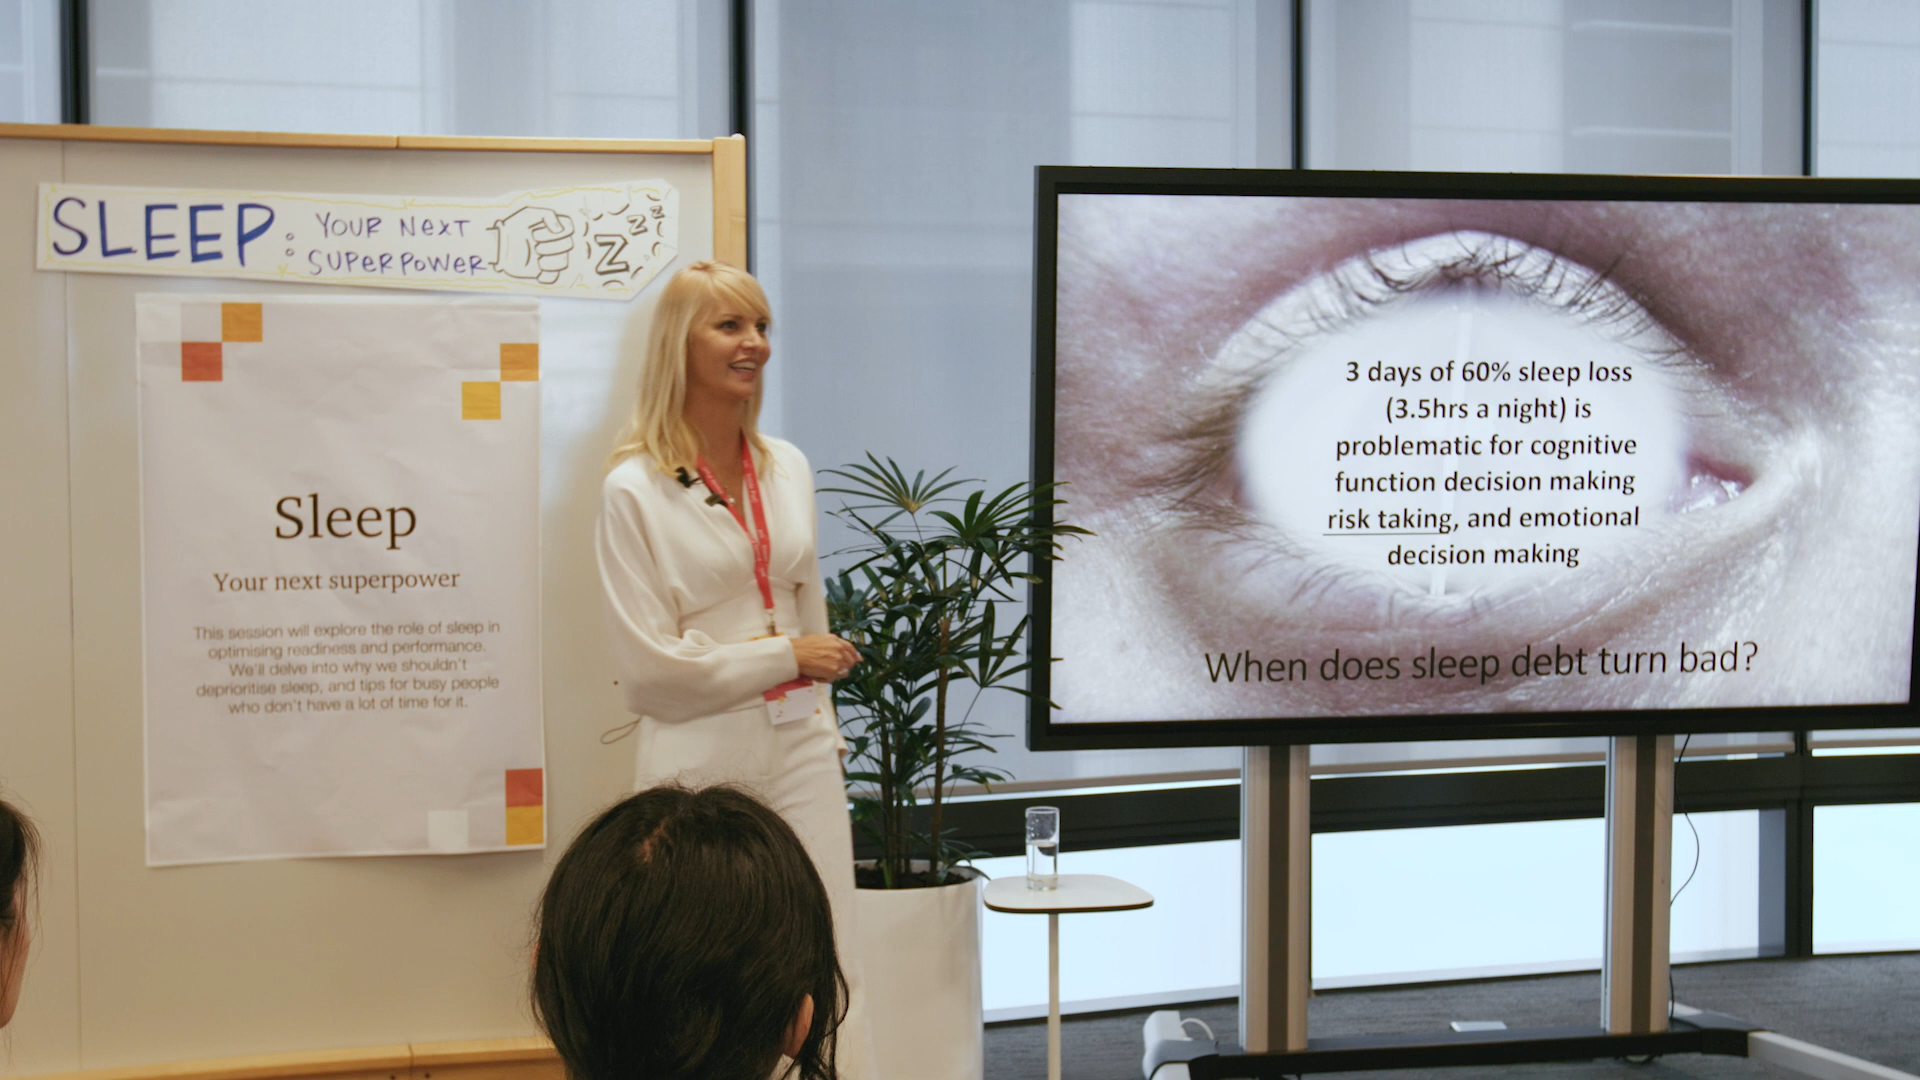 SLEEP: YOUR NEXT
SUPERPOWER
Z z z
Sleep
Your next superpower
This session will explore the role of sleep in
optimising readiness and performance.
We'll delve into why we shouldn't
deprioritise sleep, and tips for busy people
who don't have a lot of time for it.
3 days of 60% sleep loss
(3.5hrs a night) is
problematic for cognitive
function decision making
risk taking, and emotional
decision making
When does sleep debt turn bad?